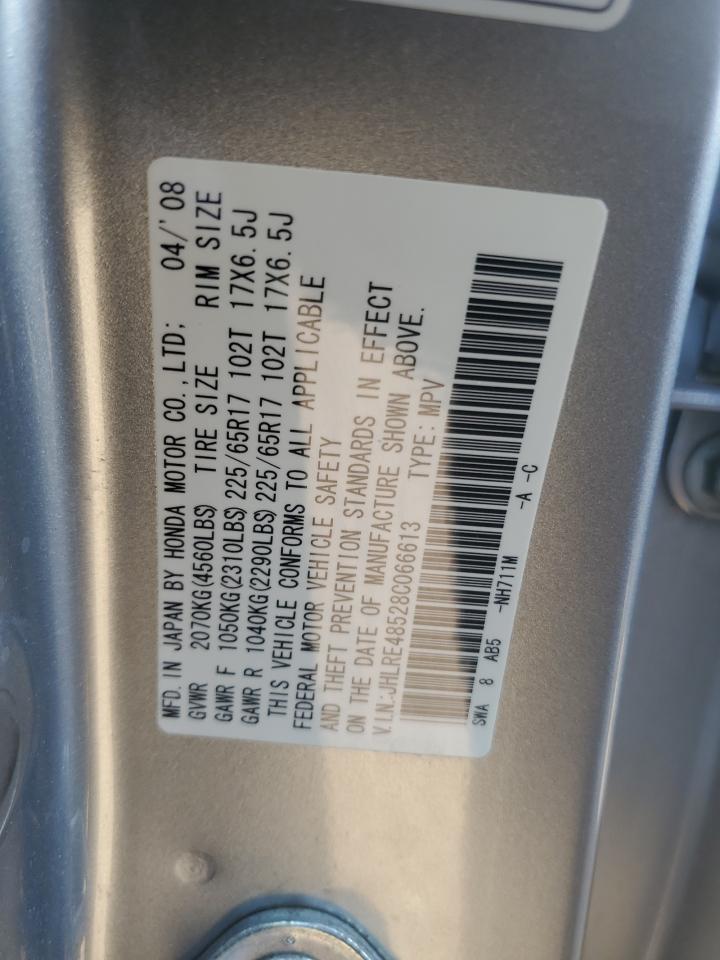 MFD. IN JAPAN BY HONDA MOTOR CO., LTD; 04/'08
GVWR 2070KG(4560LBS) TIRE SIZE RIM SIZE
GAWR F 1050KG(2310LBS) 225/65R17 102T 17X6. 5J
GAWR R 1040KG(2290LBS) 225/65R17 102T 17X6. 5J
THIS VEHICLE CONFORMS TO ALL APPLICABLE
FEDERAL MOTOR VEHICLE SAFETY
AND THEFT PREVENTION STANDARDS IN EFFECT
ON THE DATE OF MANUFACTURE SHOWN ABOVE.
V.I.N.:JHLRE48528C066613 TYPE: MPV
SWA 8 AB5 -NH711M -A -C